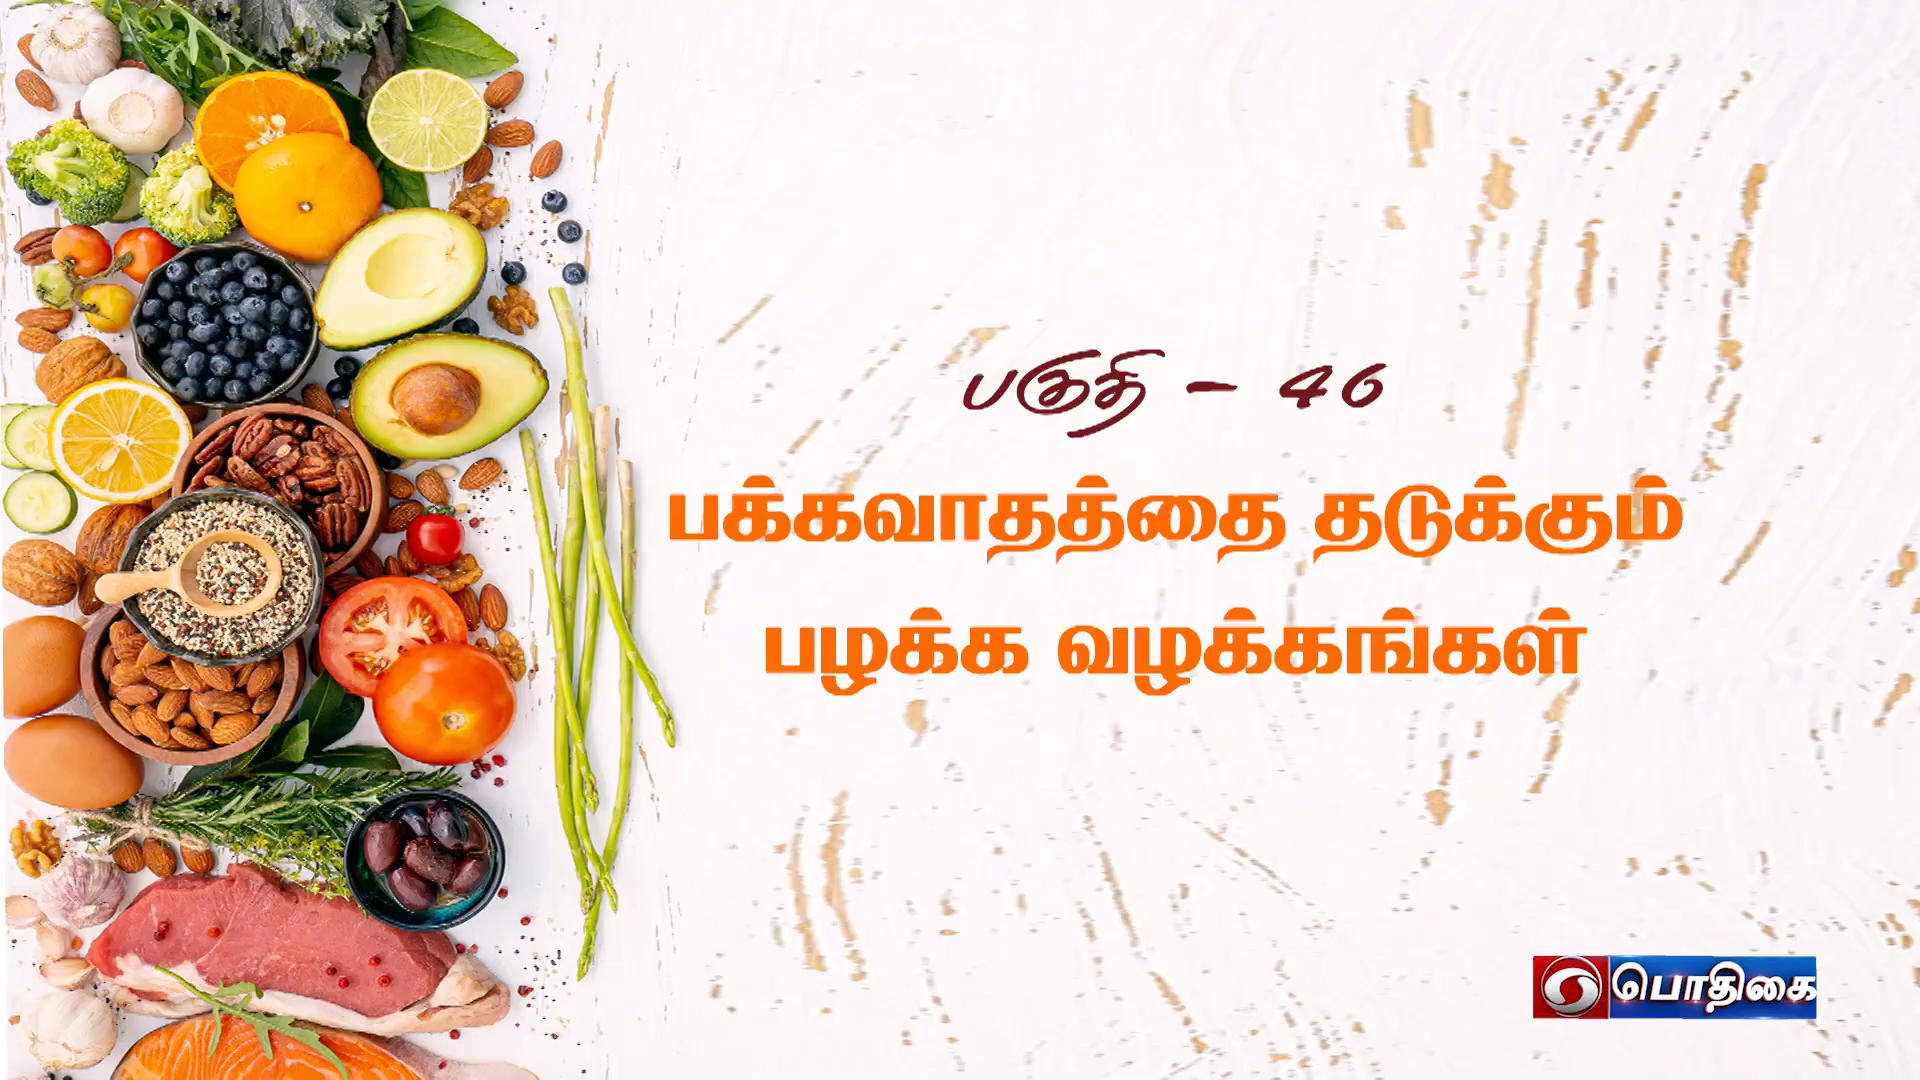 பகுதி - 46
பக்கவாதத்தை தடுக்கும்
பழக்க வழக்கங்கள்
பொதிகை